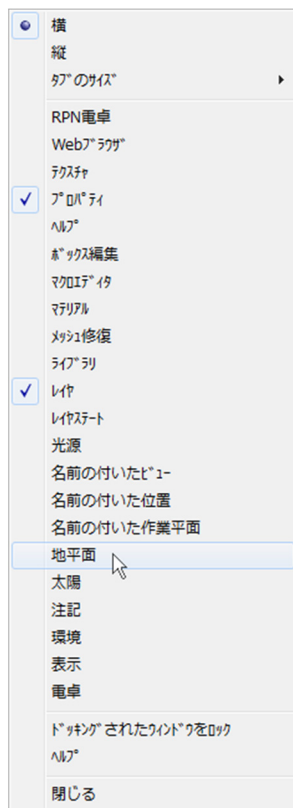 横
縦
ﾀﾌﾞのｻｲｽﾞ
RPN電卓
Webﾌﾞﾗｳｻﾞ
ﾃｸｽﾁｬ
ﾌﾟﾛﾊﾟﾃｨ
ﾍﾙﾌﾟ
ﾎﾞｯｸｽ編集
ﾏｸﾛｴﾃﾞｨﾀ
ﾏﾃﾘｱﾙ
ﾒｯｼｭ修復
ﾗｲﾌﾞﾗﾘ
ﾚｲﾔ
ﾚｲﾔｽﾃｰﾄ
光源
名前の付いたﾋﾞｭｰ
名前の付いた位置
名前の付いた作業平面
地平面
太陽
注記
環境
表示
電卓
ﾄﾞｯｷﾝｸﾞされたｳｨﾝﾄﾞｳをﾛｯｸ
ﾍﾙﾌﾟ
閉じる